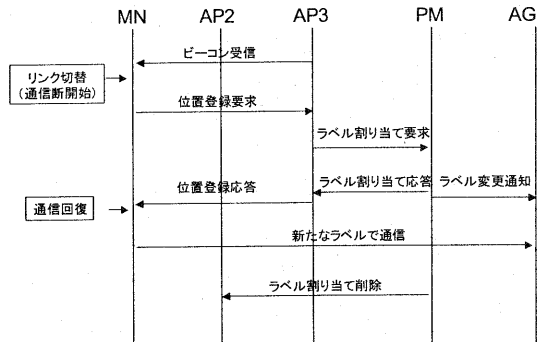 MN AP2 AP3 PM AG
ビーコン受信
リンク切替
(通信断開始)
位置登録要求
ラベル割り当て要求
位置登録応答
ラベル割り当て応答
ラベル変更通知
通信回復
新たなラベルで通信
ラベル割り当て削除